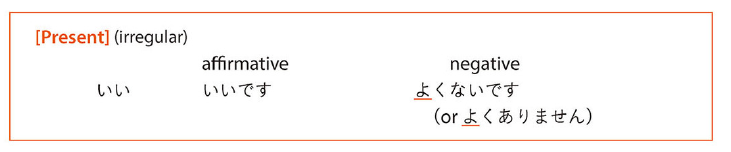 [Present] (irregular)
affirmative negative
いい いいです よくないです
(or よくありません)